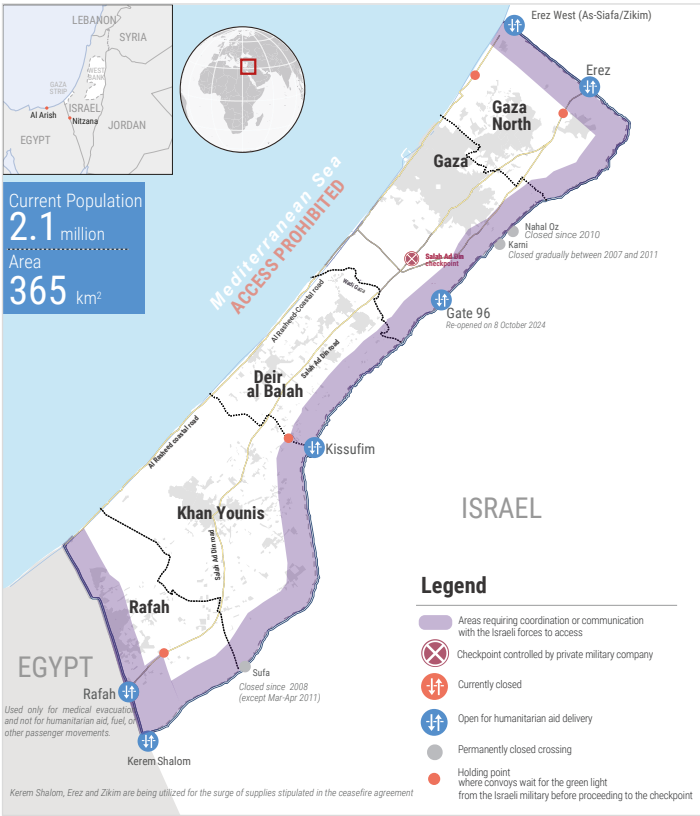 LEBANON
SYRIA
WEST
BANK
GAZA
STRIP
Al Arish
ISRAEL
Nitzana
JORDAN
EGYPT
Current Population
2.1 million
Area
365 km²
Mediterranean Sea
ACCESS PROHIBITED
Erez West (As-Siafa/Zikim)
Erez
Gaza
North
Gaza
Nahal Oz
Closed since 2010
Karni
Closed gradually between 2007 and 2011
Salah Ad Din
checkpoint
Wadi Gaza
Gate 96
Re-opened on 8 October 2024
Al Rasheed-Coastal road
Salah Ad Din road
Deir
al Balah
Al Rasheed coastal road
Kissufim
Khan Younis
Salah Ad Din road
ISRAEL
Rafah
EGYPT
Sufa
Closed since 2008
(except Mar-Apr 2011)
Rafah
Used only for medical evacuation
and not for humanitarian aid, fuel, or
other passenger movements.
Kerem Shalom
Legend
Areas requiring coordination or communication
with the Israeli forces to access
Checkpoint controlled by private military company
Currently closed
Open for humanitarian aid delivery
Permanently closed crossing
Holding point
where convoys wait for the green light
from the Israeli military before proceeding to the checkpoint
Kerem Shalom, Erez and Zikim are being utilized for the surge of supplies stipulated in the ceasefire agreement